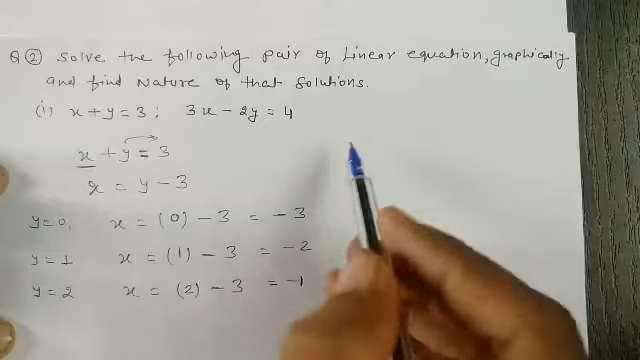 Q② Solve the following pair of Linear equation, graphically
and find Nature of that Solutions.
(i) x + y = 3 ; 3x - 2y = 4
x + y = 3
x = y - 3
y=0, x = (0) - 3 = -3
y=1 x = (1) - 3 = -2
y=2 x = (2) - 3 = -1